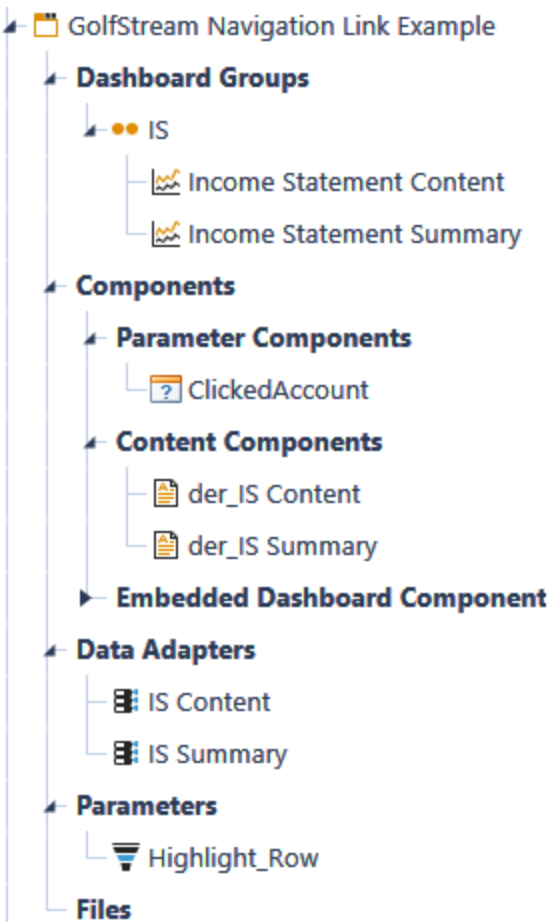 GolfStream Navigation Link Example
Dashboard Groups
IS
Income Statement Content
Income Statement Summary
Components
Parameter Components
ClickedAccount
Content Components
der_IS Content
der_IS Summary
Embedded Dashboard Component
Data Adapters
IS Content
IS Summary
Parameters
Highlight_Row
Files